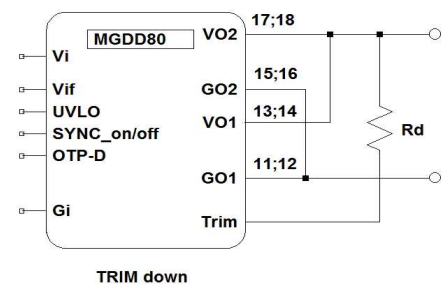 17;18
MGDD80
VO2
Vi
15;16
Vif
GO2
UVLO
13;14
VO1
SYNC_on/off
Rd
OTP-D
11;12
GO1
Gi
Trim
TRIM down